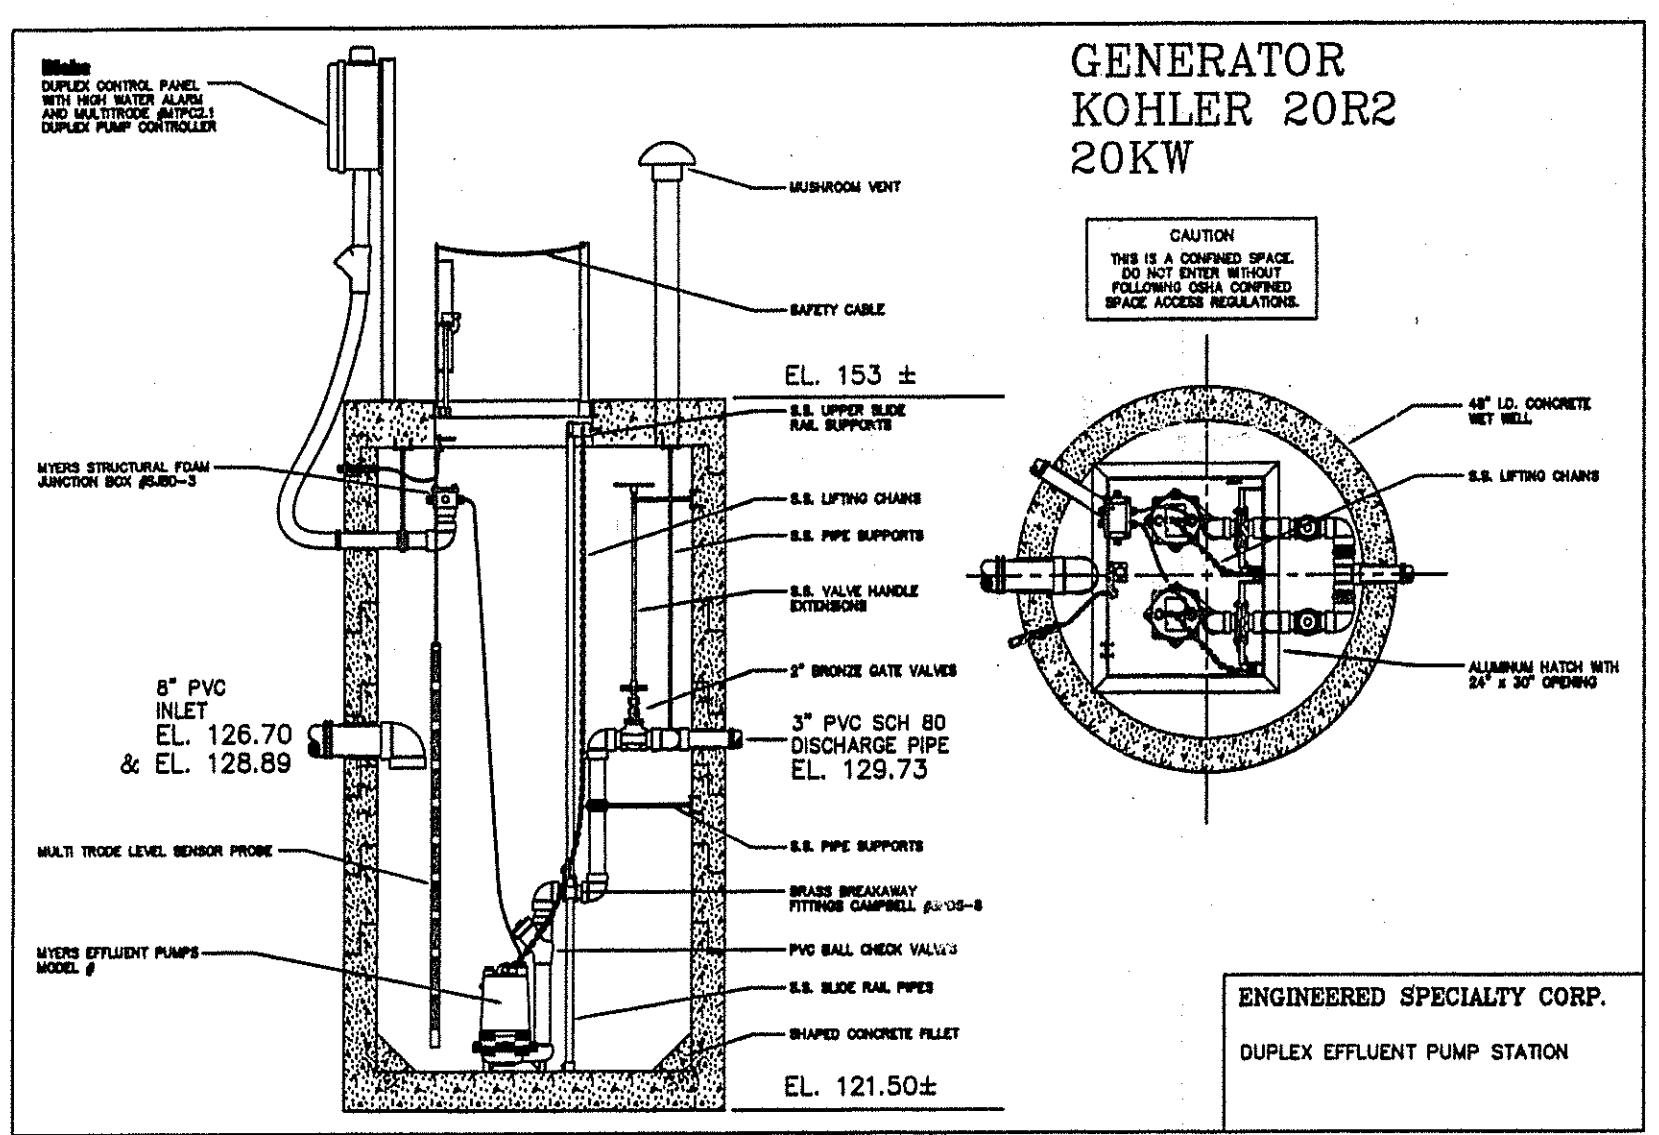 DUPLEX CONTROL PANEL
WITH HIGH WATER ALARM
AND MULTITRODE #MTPC2.1
DUPLEX PUMP CONTROLLER
GENERATOR
KOHLER 20R2
20KW
MUSHROOM VENT
CAUTION
THIS IS A CONFINED SPACE.
DO NOT ENTER WITHOUT
FOLLOWING OSHA CONFINED
SPACE ACCESS REGULATIONS.
SAFETY CABLE
EL. 153 ±
S.S. UPPER SLIDE
RAIL SUPPORTS
48" I.D. CONCRETE
WET WELL
MYERS STRUCTURAL FOAM
JUNCTION BOX #SJBD-3
S.S. LIFTING CHAINS
S.S. LIFTING CHAINS
S.S. PIPE SUPPORTS
S.S. VALVE HANDLE
EXTENSIONS
2" BRONZE GATE VALVES
ALUMINUM HATCH WITH
24" x 30" OPENING
8" PVC
INLET
EL. 126.70
& EL. 128.89
3" PVC SCH 80
DISCHARGE PIPE
EL. 129.73
MULTI TRODE LEVEL SENSOR PROBE
S.S. PIPE SUPPORTS
BRASS BREAKAWAY
FITTINGS CAMPBELL
MYERS EFFLUENT PUMPS
MODEL #
PVC BALL CHECK VALVES
S.S. SLIDE RAIL PIPES
SHAPED CONCRETE FILLET
EL. 121.50±
ENGINEERED SPECIALTY CORP.
DUPLEX EFFLUENT PUMP STATION